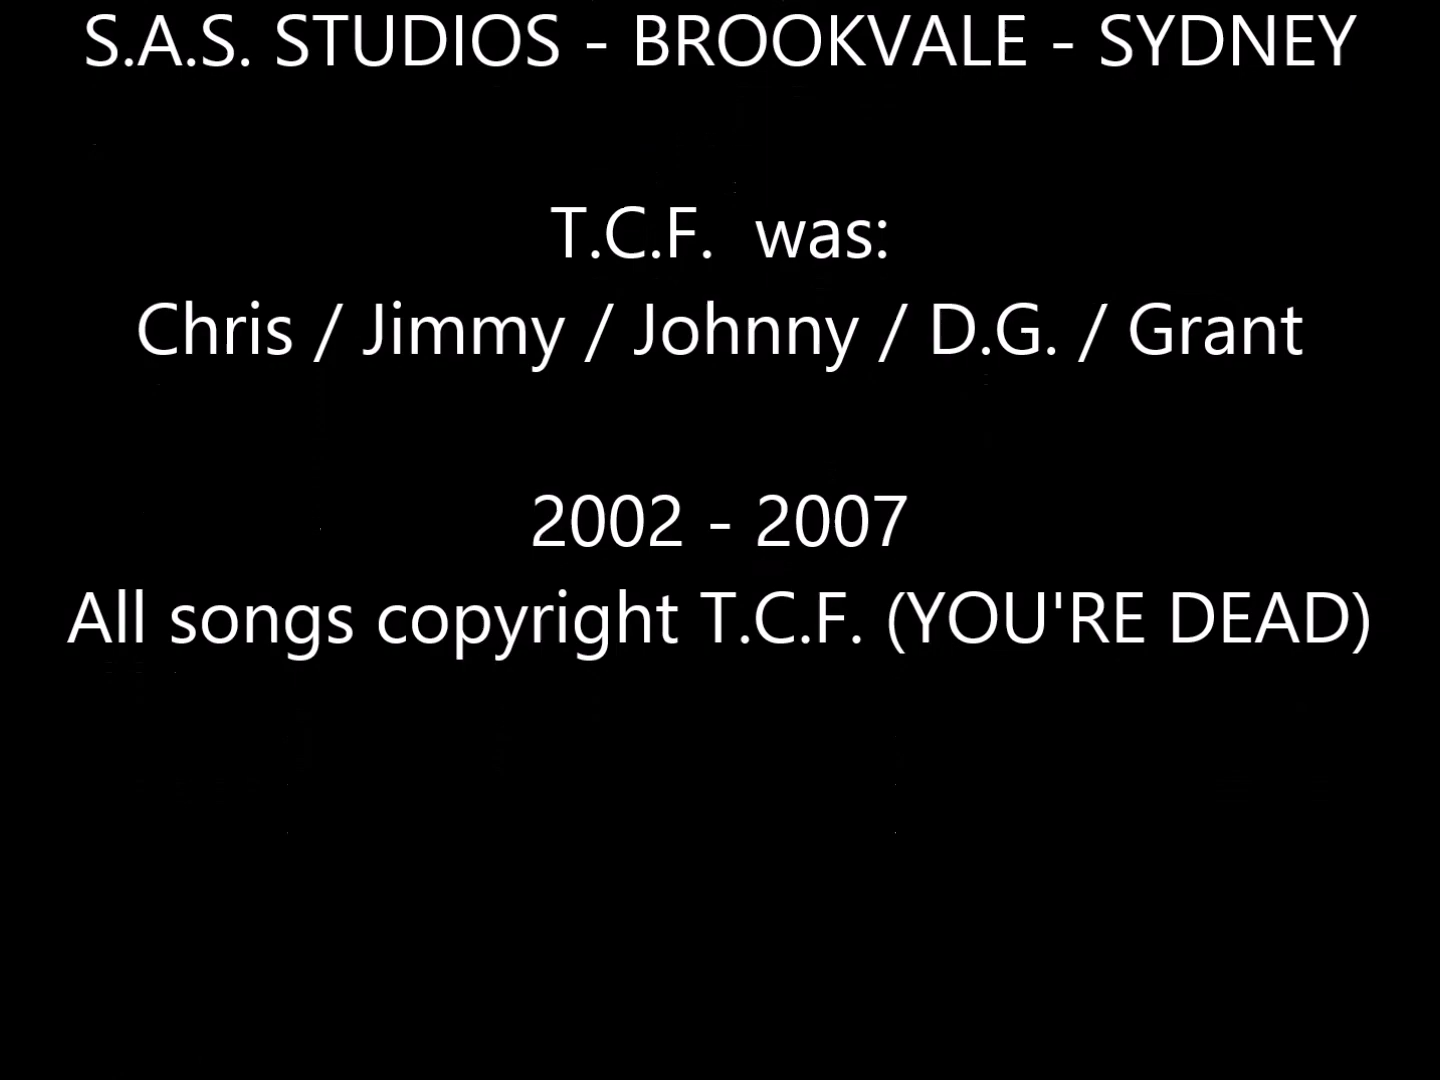 S.A.S. STUDIOS - BROOKVALE - SYDNEY
T.C.F.  was:
Chris / Jimmy / Johnny / D.G. / Grant
2002 - 2007
All songs copyright T.C.F. (YOU'RE DEAD)